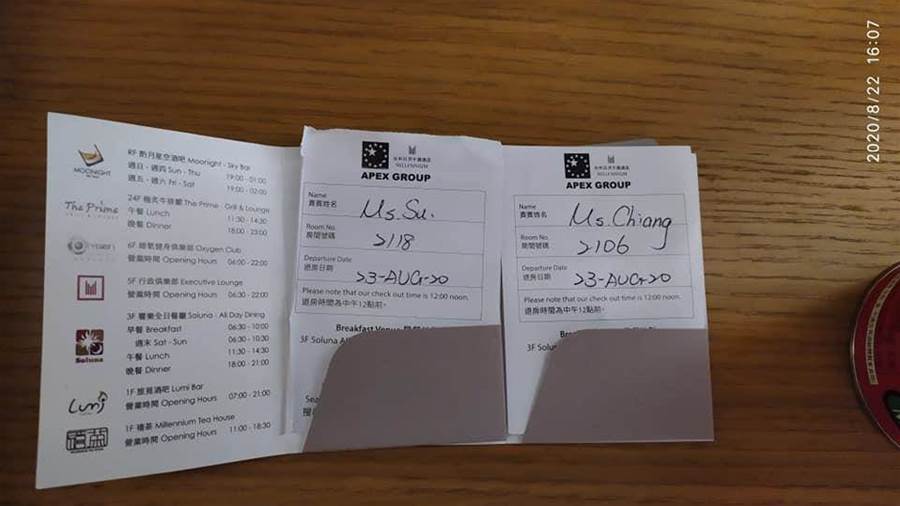 2020/8/22 16:07
MOONIGHT
RF 酌月星空酒吧 Moonight - Sky Bar
週日 - 週四 Sun - Thu 19:00 - 01:00
週五 - 週六 Fri - Sat 19:00 - 02:00
The Prime
24F 極炙牛排館 The Prime - Grill & Lounge
午餐 Lunch 11:30 - 14:30
晚餐 Dinner 18:00 - 23:00
6F 健身俱樂部 Oxygen Club
營業時間 Opening Hours 06:00 - 22:00
5F 行政俱樂部 Executive Lounge
營業時間 Opening Hours 06:30 - 22:00
Soluna
3F 饗樂全日餐廳 Soluna - All Day Dining
早餐 Breakfast 06:30 - 10:00
週末 Sat - Sun 06:30 - 10:30
午餐 Lunch 11:30 - 14:30
晚餐 Dinner 18:00 - 21:00
Lumi
1F 旅覓酒吧 Lumi Bar
營業時間 Opening Hours 07:00 - 21:00
1F 禧茶 Millennium Tea House
營業時間 Opening Hours 11:00 - 18:30
MILLENNIUM
APEX GROUP
Name
貴賓姓名
Ms. Su.
Room No.
房間號碼
2118
Departure Date
退房日期
23-AUG-20
Please note that our check out time is 12:00 noon.
退房時間為中午12點前。
Breakfast Venue
3F Soluna
MILLENNIUM
APEX GROUP
Name
貴賓姓名
Ms. Chiang
Room No.
房間號碼
2106
Departure Date
退房日期
23-AUG-20
Please note that our check out time is 12:00 noon.
退房時間為中午12點前。
3F